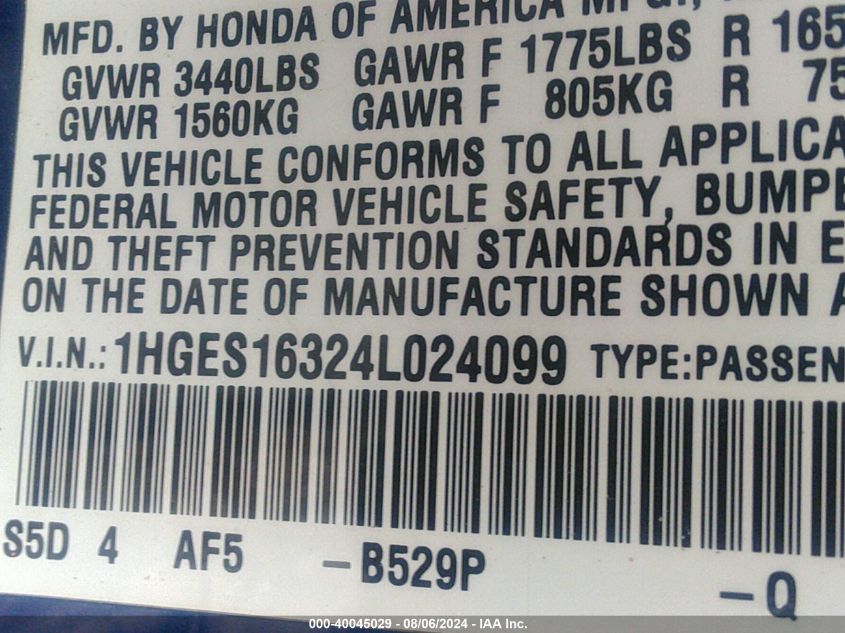 MFD. BY HONDA OF AMERICA MFG.,
GVWR 3440LBS GAWR F 1775LBS R 165
GVWR 1560KG GAWR F 805KG R 75
THIS VEHICLE CONFORMS TO ALL APPLICA
FEDERAL MOTOR VEHICLE SAFETY, BUMPE
AND THEFT PREVENTION STANDARDS IN E
ON THE DATE OF MANUFACTURE SHOWN A
V.I.N.: 1HGES16324L024099 TYPE:PASSEN
S5D 4 AF5 –B529P –Q
000-40045029 - 08/06/2024 - IAA Inc.